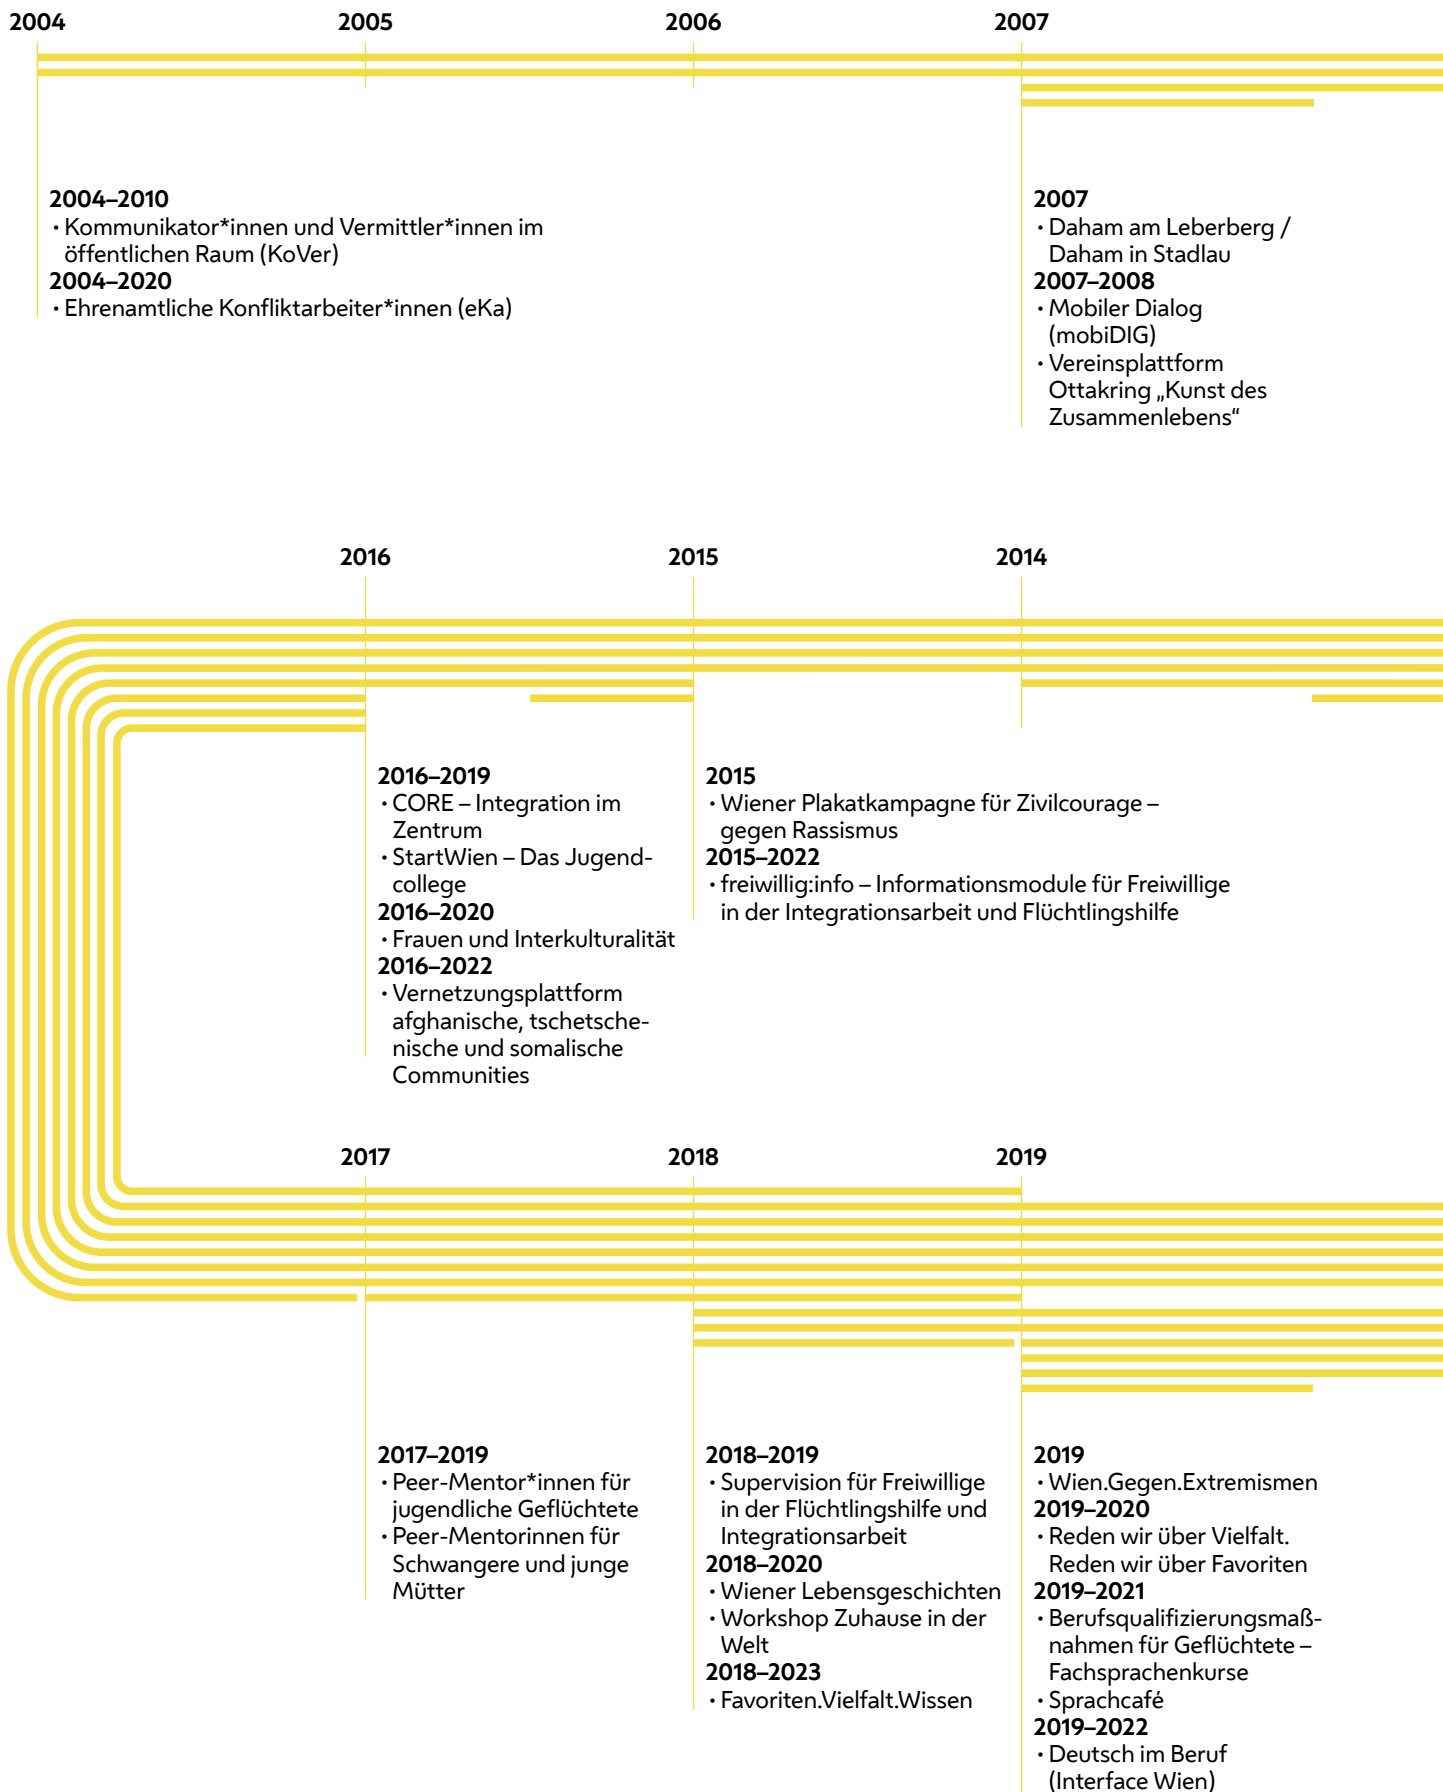 2004 2005 2006 2007
2004–2010
· Kommunikator*innen und Vermittler*innen im
öffentlichen Raum (KoVer)
2004–2020
· Ehrenamtliche Konfliktarbeiter*innen (eKa)
2007
· Daham am Leberberg /
Daham in Stadlau
2007–2008
· Mobiler Dialog
(mobiDIG)
· Vereinsplattform
Ottakring „Kunst des
Zusammenlebens“
2016 2015 2014
2016–2019
· CORE – Integration im
Zentrum
· StartWien – Das Jugend-
college
2016–2020
· Frauen und Interkulturalität
2016–2022
· Vernetzungsplattform
afghanische, tschetsche-
nische und somalische
Communities
2015
· Wiener Plakatkampagne für Zivilcourage –
gegen Rassismus
2015–2022
· freiwillig:info – Informationsmodule für Freiwillige
in der Integrationsarbeit und Flüchtlingshilfe
2017 2018 2019
2017–2019
· Peer-Mentor*innen für
jugendliche Geflüchtete
· Peer-Mentorinnen für
Schwangere und junge
Mütter
2018–2019
· Supervision für Freiwillige
in der Flüchtlingshilfe und
Integrationsarbeit
2018–2020
· Wiener Lebensgeschichten
· Workshop Zuhause in der
Welt
2018–2023
· Favoriten.Vielfalt.Wissen
2019
· Wien.Gegen.Extremismen
2019–2020
· Reden wir über Vielfalt.
Reden wir über Favoriten
2019–2021
· Berufsqualifizierungsmaß-
nahmen für Geflüchtete –
Fachsprachenkurse
· Sprachcafé
2019–2022
· Deutsch im Beruf
(Interface Wien)